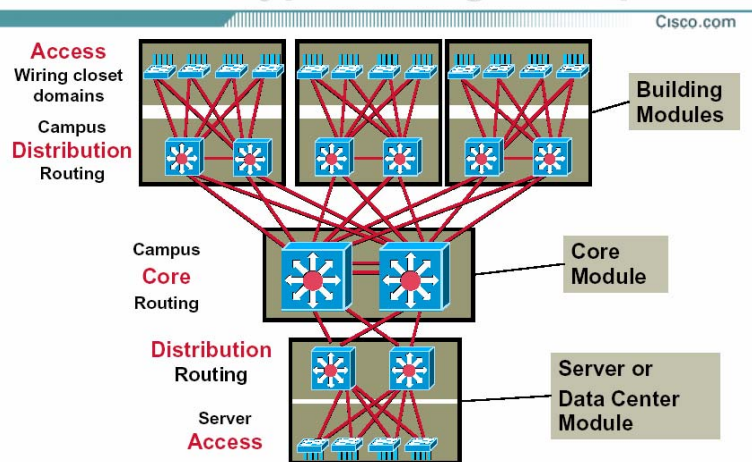 Cisco.com
Access
Wiring closet
domains
Campus
Distribution
Routing
Building
Modules
Campus
Core
Routing
Core
Module
Distribution
Routing
Server
Access
Server or
Data Center
Module